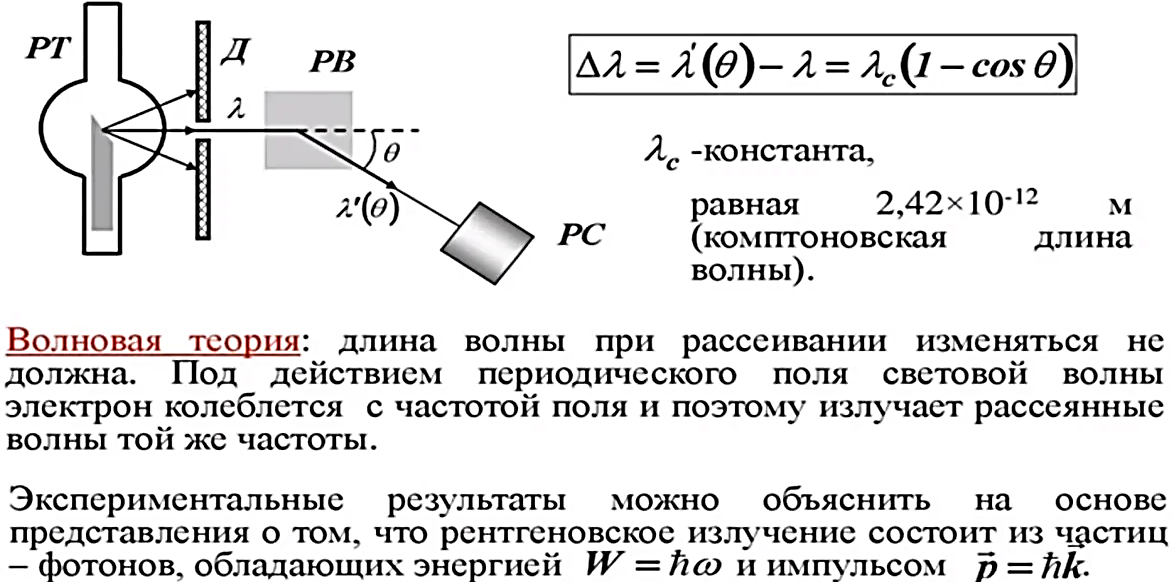 РТ
Д
РВ
λ
θ
λ'(θ)
РС
Δλ = λ'(θ) − λ = λc(1 − cos θ)
λc -константа,
равная 2,42×10⁻¹² м
(комптоновская длина
волны).
Волновая теория: длина волны при рассеивании изменяться не
должна. Под действием периодического поля световой волны
электрон колеблется с частотой поля и поэтому излучает рассеянные
волны той же частоты.
Экспериментальные результаты можно объяснить на основе
представления о том, что рентгеновское излучение состоит из частиц
– фотонов, обладающих энергией W = ħω и импульсом p⃗ = ħk⃗.